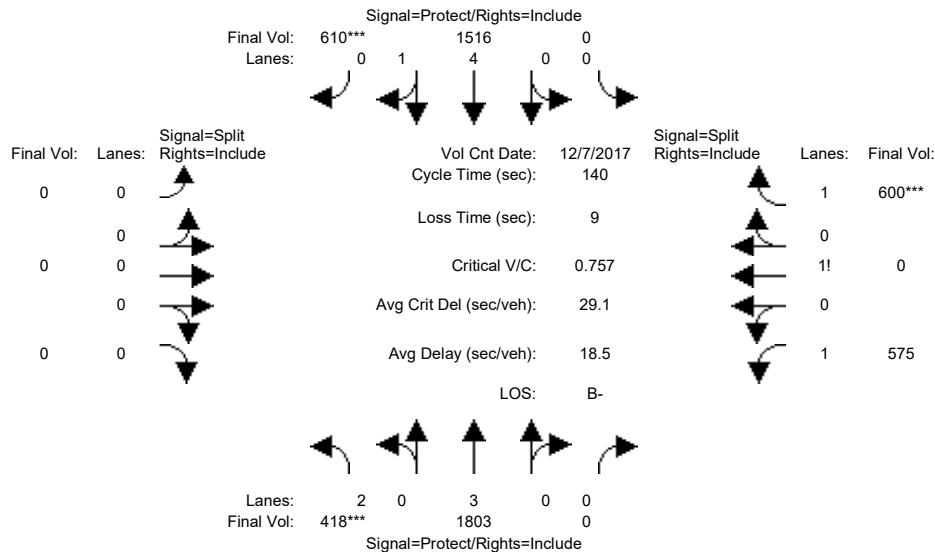 Signal=Protect/Rights=Include
Final Vol: 610*** 1516 0
Lanes: 0 1 4 0 0
Signal=Split
Final Vol: Lanes: Rights=Include
Vol Cnt Date: 12/7/2017
Signal=Split
Rights=Include Lanes: Final Vol:
Cycle Time (sec): 140
0 0
1 600***
Loss Time (sec): 9
0
0
0 0
Critical V/C: 0.757
1! 0
0
Avg Crit Del (sec/veh): 29.1
0
0 0
Avg Delay (sec/veh): 18.5
1 575
LOS: B-
Lanes: 2 0 3 0 0
Final Vol: 418*** 1803 0
Signal=Protect/Rights=Include